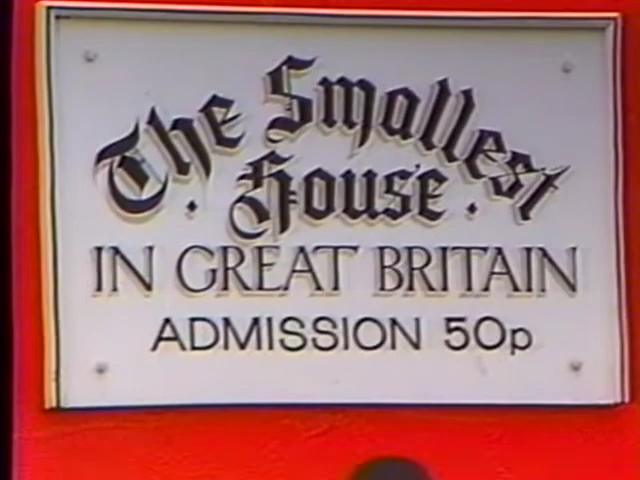 The Smallest
· House ·
IN GREAT BRITAIN
ADMISSION 50p